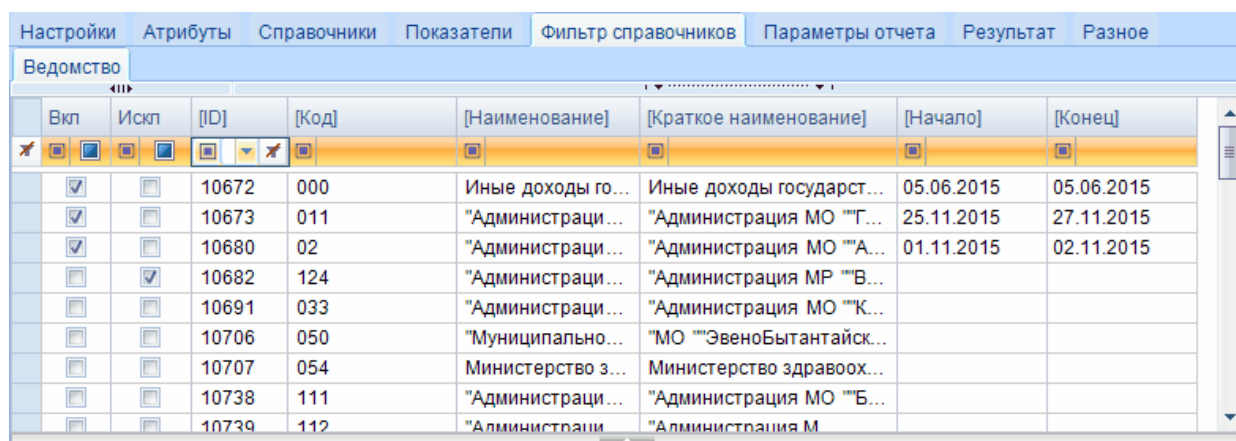 Настройки Атрибуты Справочники Показатели Фильтр справочников Параметры отчета Результат Разное
Ведомство
Вкл Искл [ID] [Код] [Наименование] [Краткое наименование] [Начало] [Конец]
10672 000 Иные доходы го... Иные доходы государст... 05.06.2015 05.06.2015
10673 011 "Администраци... "Администрация МО ""Г... 25.11.2015 27.11.2015
10680 02 "Администраци... "Администрация МО ""А... 01.11.2015 02.11.2015
10682 124 "Администраци... "Администрация МР ""В...
10691 033 "Администраци... "Администрация МО ""К...
10706 050 "Муниципально... "МО ""ЭвеноБытантайск...
10707 054 Министерство з... Министерство здравоох...
10738 111 "Администраци... "Администрация МО ""Б...
10739 112 "Администраци "Администрация М